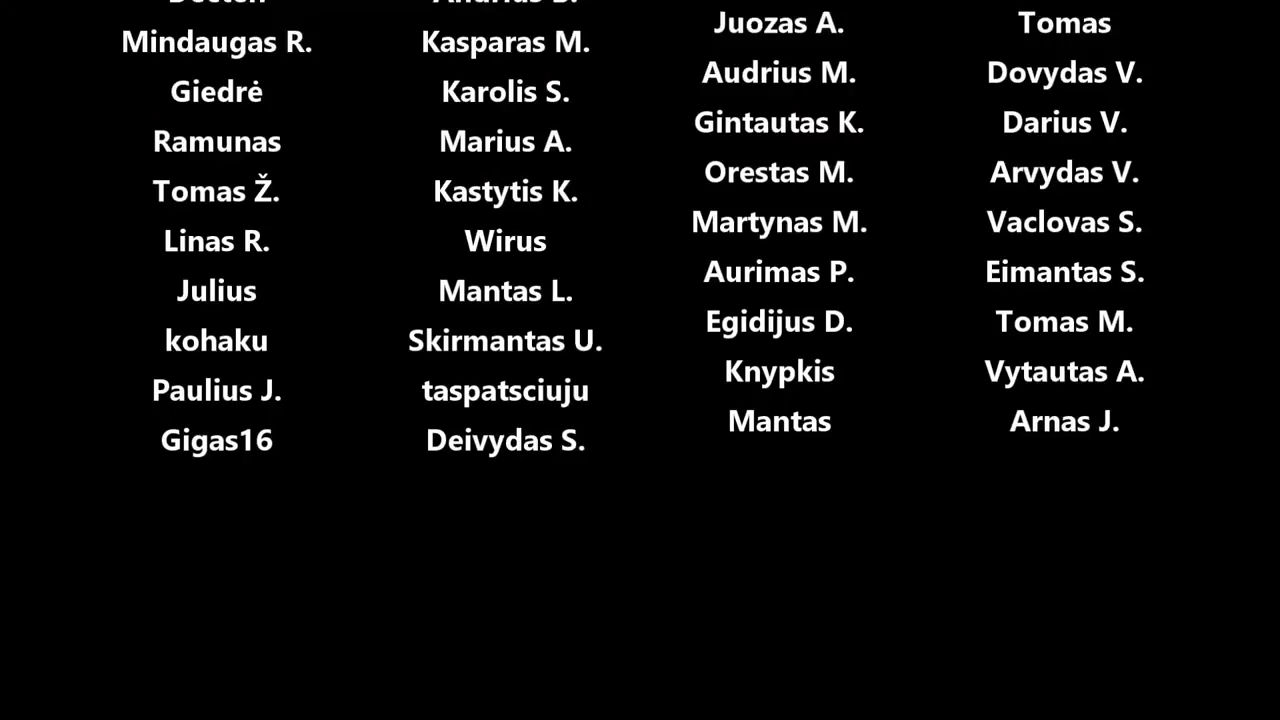 Mindaugas R.
Giedrė
Ramunas
Tomas Ž.
Linas R.
Julius
kohaku
Paulius J.
Gigas16
Andrius B.
Kasparas M.
Karolis S.
Marius A.
Kastytis K.
Wirus
Mantas L.
Skirmantas U.
taspatsciuju
Deivydas S.
Juozas A.
Audrius M.
Gintautas K.
Orestas M.
Martynas M.
Aurimas P.
Egidijus D.
Knypkis
Mantas
Tomas
Dovydas V.
Darius V.
Arvydas V.
Vaclovas S.
Eimantas S.
Tomas M.
Vytautas A.
Arnas J.